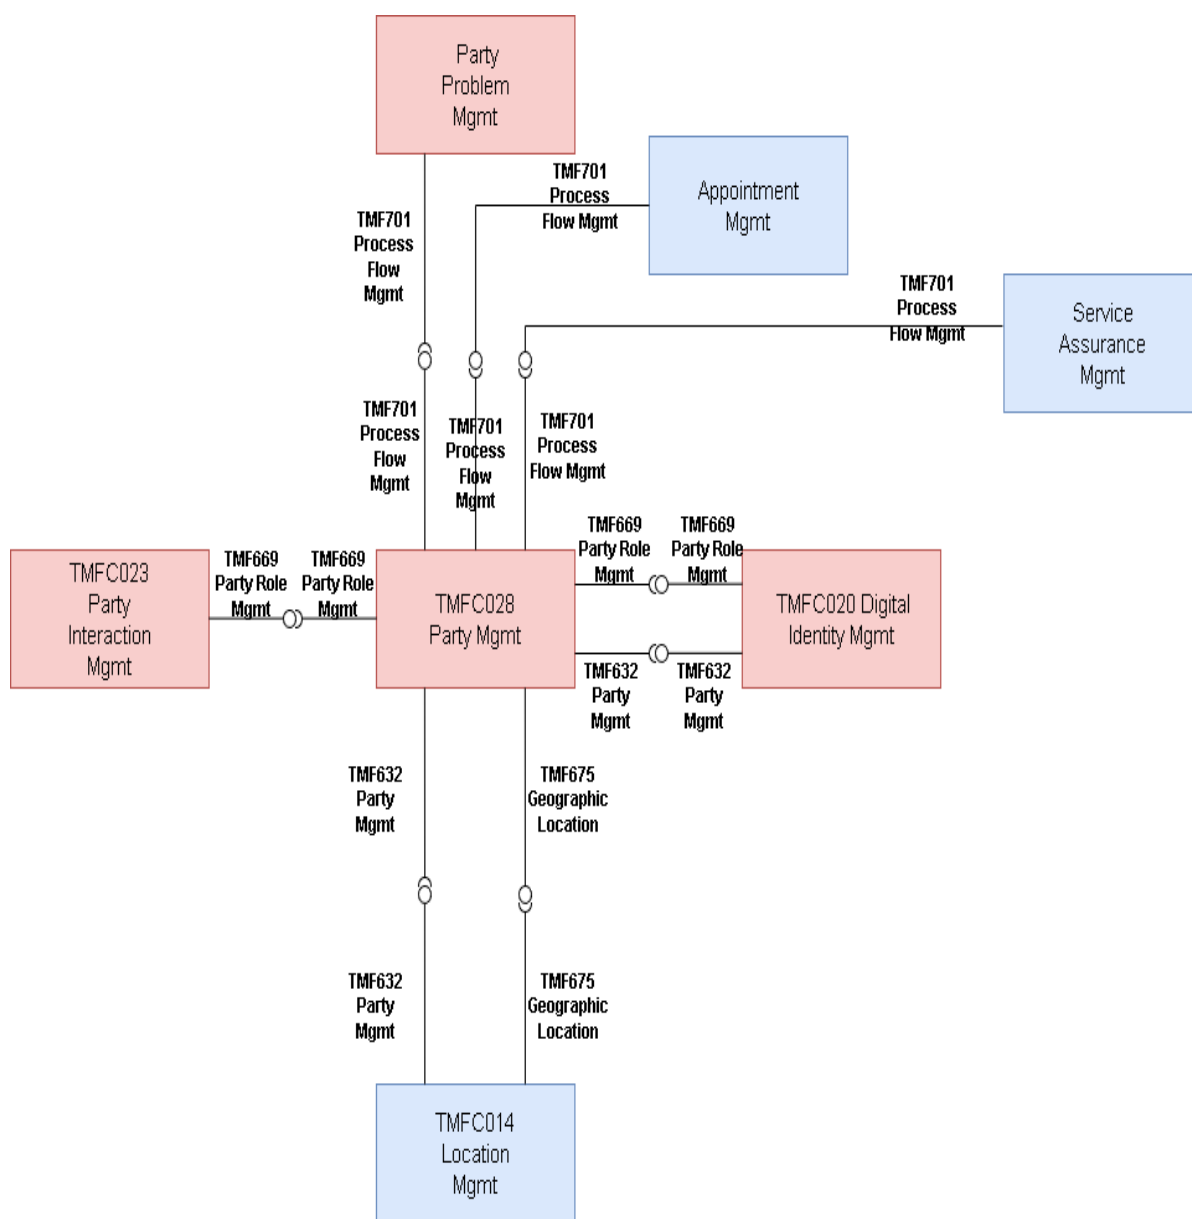 Party
Problem
Mgmt
TMF701
Process
Flow Mgmt
Appointment
Mgmt
TMF701
Process
Flow
Mgmt
TMF701
Process
Flow Mgmt
Service
Assurance
Mgmt
TMF701
Process
Flow
Mgmt
TMF701
Process
Flow
Mgmt
TMF701
Process
Flow Mgmt
TMFC023
Party
Interaction
Mgmt
TMF669
Party Role
Mgmt
TMF669
Party Role
Mgmt
TMFC028
Party Mgmt
TMF669
Party Role
Mgmt
TMF669
Party Role
Mgmt
TMFC020 Digital
Identity Mgmt
TMF632
Party
Mgmt
TMF632
Party
Mgmt
TMF632
Party
Mgmt
TMF675
Geographic
Location
TMF632
Party
Mgmt
TMF675
Geographic
Location
TMFC014
Location
Mgmt